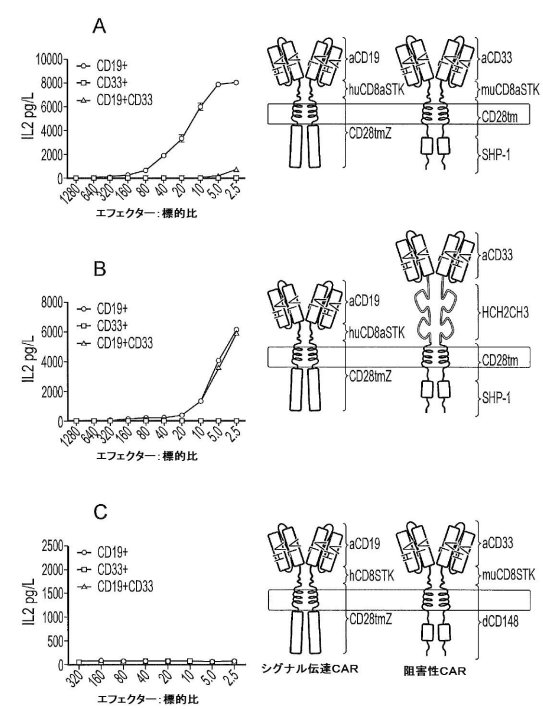 A
IL2 pg/L
10000
8000
6000
4000
2000
0
CD19+
CD33+
CD19+CD33
1280 640 320 160 80 40 20 10 5.0 2.5
エフェクター：標的比
aCD19
huCD8aSTK
CD28tmZ
aCD33
muCD8aSTK
CD28tm
SHP-1
B
IL2 pg/L
8000
6000
4000
2000
0
CD19+
CD33+
CD19+CD33
1280 640 320 160 80 40 20 10 5.0 2.5
エフェクター：標的比
aCD19
huCD8aSTK
CD28tmZ
aCD33
HCH2CH3
CD28tm
SHP-1
C
IL2 pg/L
2500
2000
1500
1000
500
0
CD19+
CD33+
CD19+CD33
320 160 80 40 20 10 5.0 2.5
エフェクター：標的比
aCD19
hCD8STK
CD28tmZ
シグナル伝達CAR
aCD33
muCD8STK
dCD148
阻害性CAR